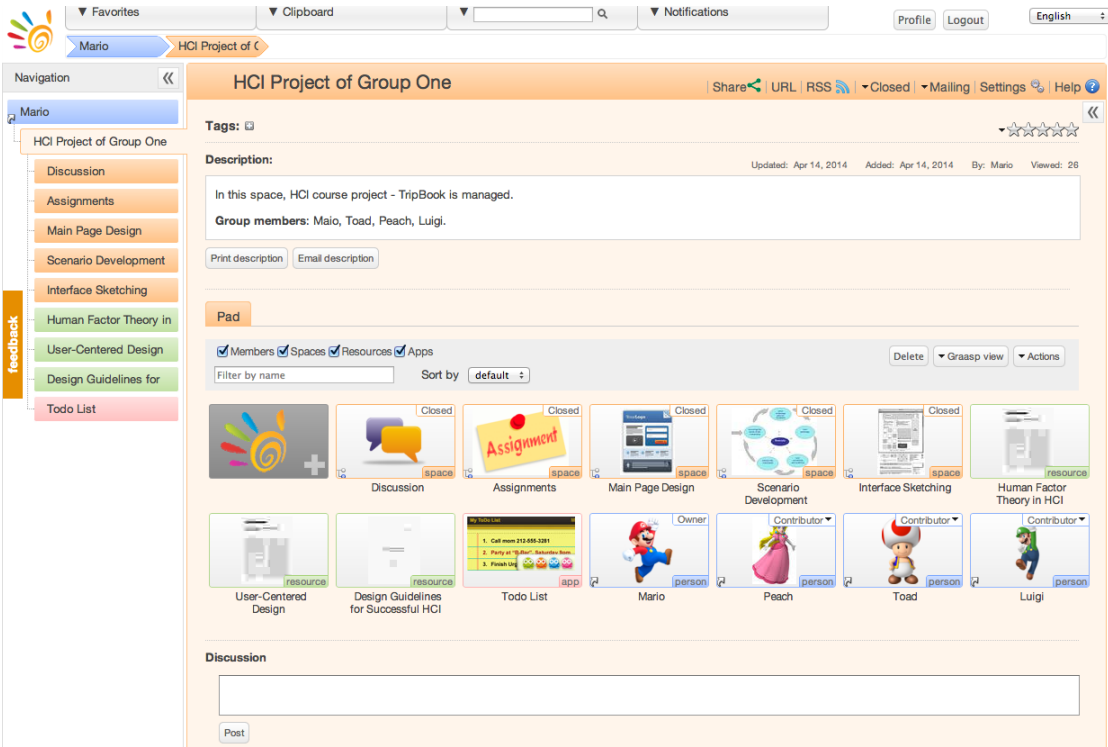 ▼ Favorites ▼ Clipboard ▼ ▼ Notifications Profile Logout English
Mario HCI Project of C
Navigation
Mario
HCI Project of Group One
Discussion
Assignments
Main Page Design
Scenario Development
Interface Sketching
Human Factor Theory in
User-Centered Design
Design Guidelines for
Todo List
feedback
HCI Project of Group One Share | URL | RSS | Closed | Mailing | Settings | Help ?
Tags:
Description: Updated: Apr 14, 2014 Added: Apr 14, 2014 By: Mario Viewed: 26
In this space, HCI course project - TripBook is managed.
Group members: Maio, Toad, Peach, Luigi.
Print description Email description
Pad
Members Spaces Resources Apps
Delete Graasp view Actions
Filter by name Sort by default
Closed Closed Closed Closed Closed
Assignment
space space space space space resource
Discussion Assignments Main Page Design Scenario Development Interface Sketching Human Factor Theory in HCI
My ToDo List
1. Call mom 212-555-3281
3. Finish Urg
Owner Contributor Contributor Contributor
resource resource app person person person person
User-Centered Design Design Guidelines for Successful HCI Todo List Mario Peach Toad Luigi
Discussion
Post